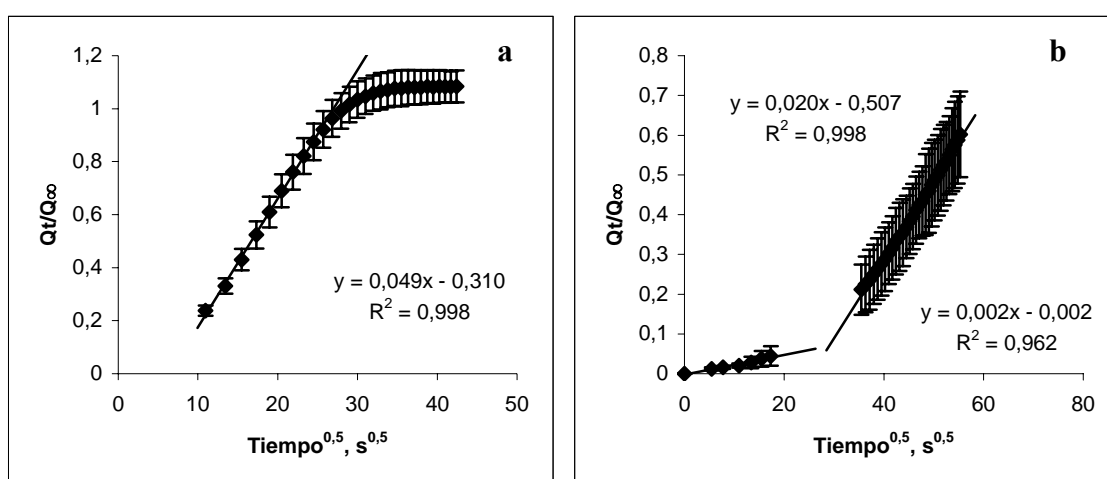 a
Qt/Q∞
1,2
1
0,8
0,6
0,4
0,2
0
y = 0,049x - 0,310
R² = 0,998
0 10 20 30 40 50
Tiempo⁰,⁵, s⁰,⁵
b
Qt/Q∞
0,8
0,7
0,6
0,5
0,4
0,3
0,2
0,1
0
y = 0,020x - 0,507
R² = 0,998
y = 0,002x - 0,002
R² = 0,962
0 20 40 60 80
Tiempo⁰,⁵, s⁰,⁵